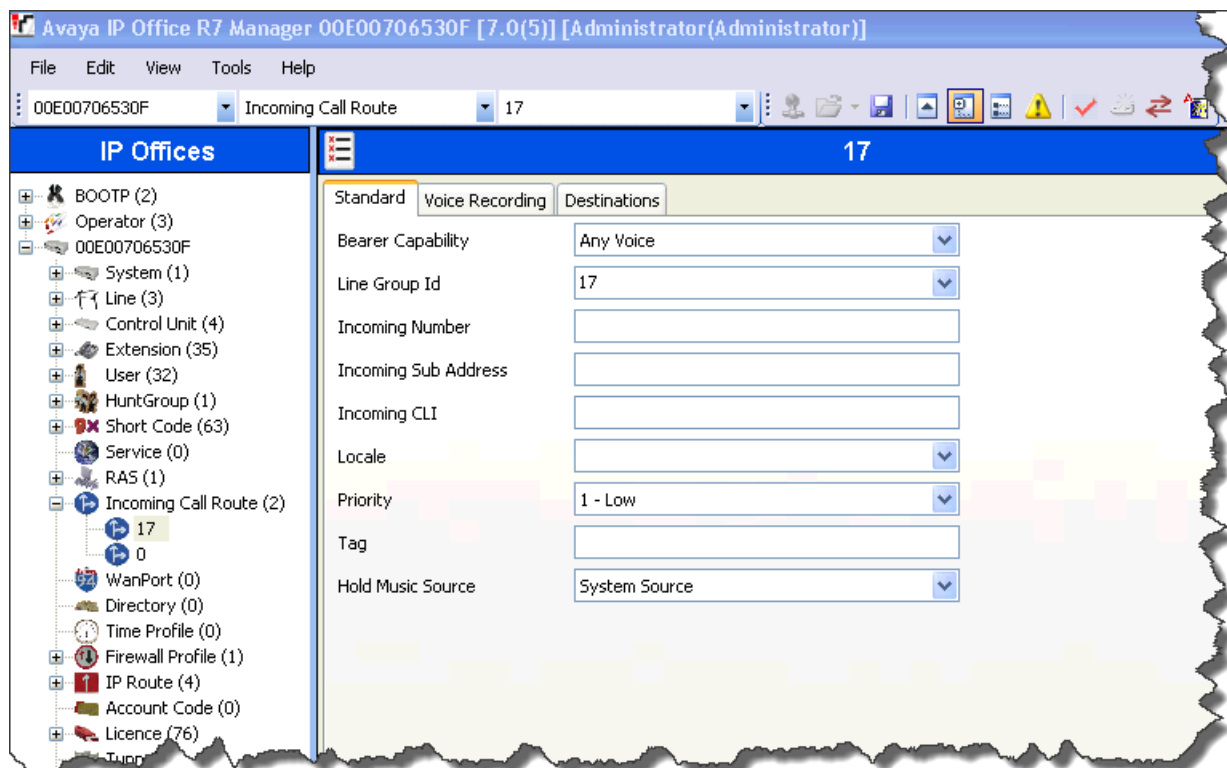 Avaya IP Office R7 Manager 00E00706530F [7.0(5)] [Administrator(Administrator)]
File Edit View Tools Help
00E00706530F Incoming Call Route 17
IP Offices
17
BOOTP (2)
Operator (3)
00E00706530F
System (1)
Line (3)
Control Unit (4)
Extension (35)
User (32)
HuntGroup (1)
Short Code (63)
Service (0)
RAS (1)
Incoming Call Route (2)
17
0
WanPort (0)
Directory (0)
Time Profile (0)
Firewall Profile (1)
IP Route (4)
Account Code (0)
Licence (76)
Standard Voice Recording Destinations
Bearer Capability Any Voice
Line Group Id 17
Incoming Number
Incoming Sub Address
Incoming CLI
Locale
Priority 1 - Low
Tag
Hold Music Source System Source